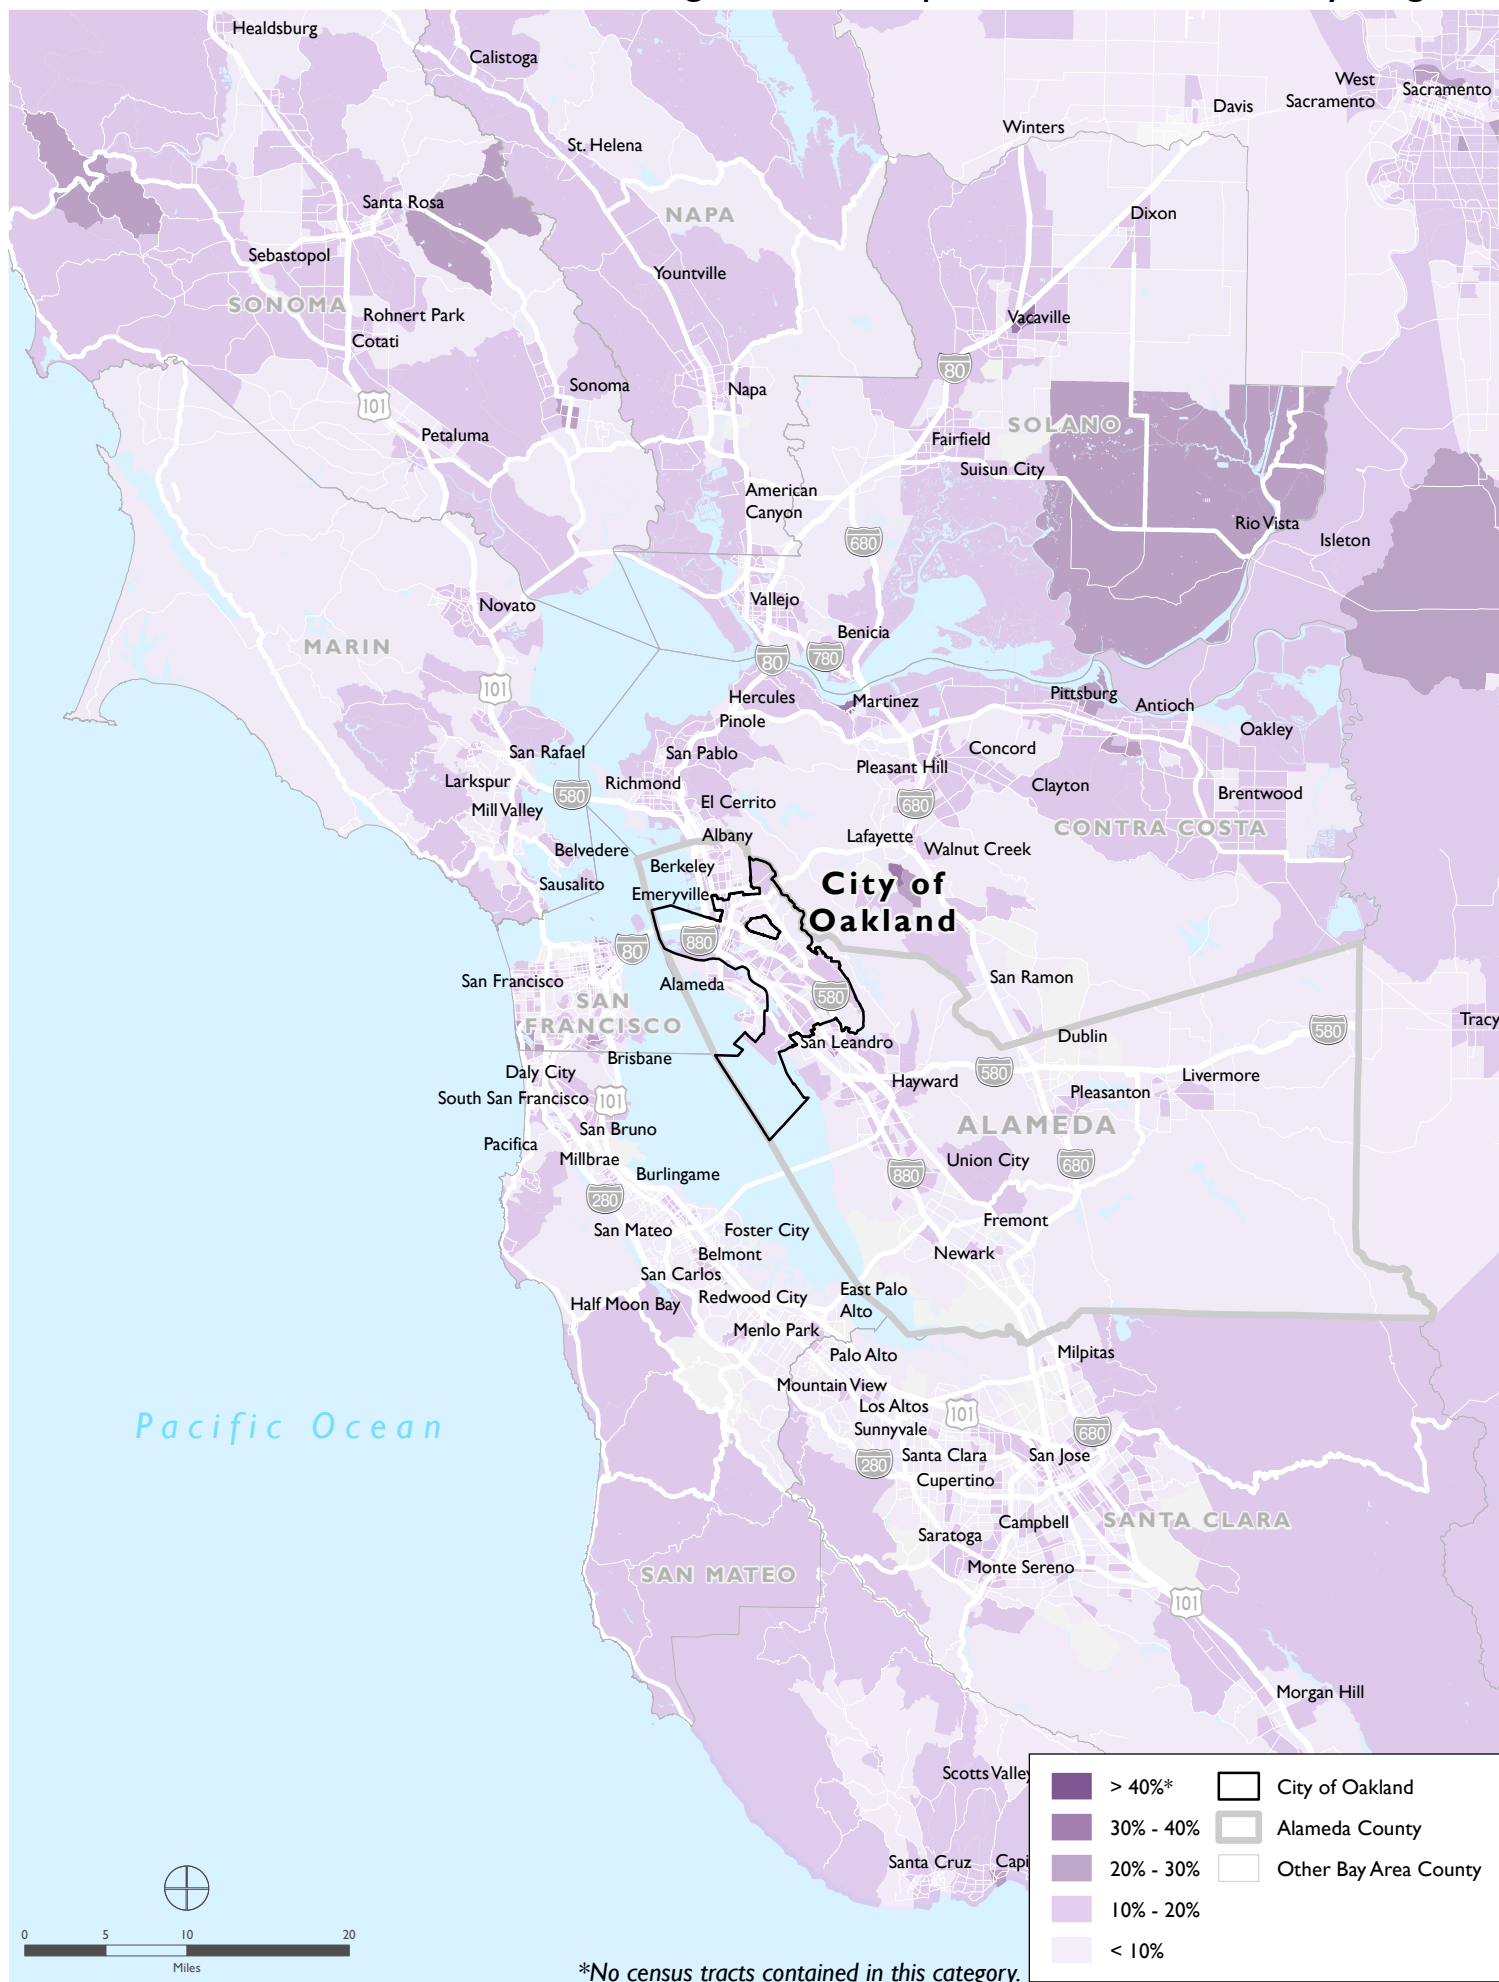 Healdsburg
Calistoga
West
Sacramento
Sacramento
Davis
Winters
St. Helena
Santa Rosa
NAPA
Dixon
Sebastopol
Yountville
SONOMA
Rohnert Park
Cotati
Vacaville
80
Sonoma
Napa
101
SOLANO
Petaluma
Fairfield
Suisun City
American
Canyon
Rio Vista
Isleton
680
Vallejo
Novato
Benicia
MARIN
80
780
101
Hercules
Martinez
Pittsburg
Antioch
Pinole
Oakley
San Rafael
San Pablo
Concord
Pleasant Hill
Larkspur
Richmond
Clayton
Brentwood
580
680
Mill Valley
El Cerrito
CONTRA COSTA
Albany
Lafayette
Walnut Creek
Belvedere
Berkeley
Sausalito
Emeryville
City of
Oakland
80
880
San Francisco
Alameda
San Ramon
580
SAN
FRANCISCO
Tracy
580
San Leandro
Dublin
Brisbane
Daly City
Hayward
580
Livermore
Pleasanton
South San Francisco
101
San Bruno
ALAMEDA
Pacifica
Millbrae
Union City
680
Burlingame
880
280
San Mateo
Foster City
Fremont
Belmont
Newark
San Carlos
Redwood City
East Palo
Alto
Half Moon Bay
Menlo Park
Palo Alto
Milpitas
Mountain View
Los Altos
101
Pacific Ocean
Sunnyvale
680
280
Santa Clara
San Jose
Cupertino
Campbell
SANTA CLARA
Saratoga
Monte Sereno
SAN MATEO
101
Morgan Hill
Scotts Valley
> 40%*
City of Oakland
30% - 40%
Alameda County
Santa Cruz
Capi
20% - 30%
Other Bay Area County
10% - 20%
< 10%
0
5
10
20
Miles
*No census tracts contained in this category.